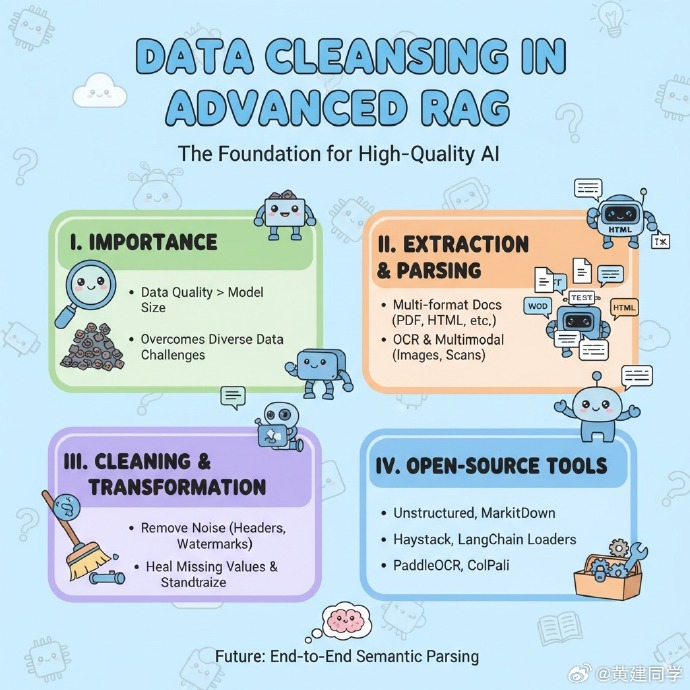 DATA CLEANSING IN
ADVANCED RAG
The Foundation for High-Quality AI
I. IMPORTANCE
• Data Quality > Model
Size
• Overcomes Diverse Data
Challenges
HTML
II. EXTRACTION
& PARSING
• Multi-format Docs
(PDF, HTML, etc.)
• OCR & Multimnodal
(Images, Scans)
TEST
WOD
HTML
III. CLEANING &
TRANSFORMATION
• Remove Noise (Headers,
Watermarks)
• Heal Missing Values &
Standtraize
IV. OPEN-SOURCE TOOLS
• Unstructured, MarkitDown
• Haystack, LangChain Loaders
• PaddleOCR, ColPali
Future: End-to-End Semantic Parsing
@黄建同学